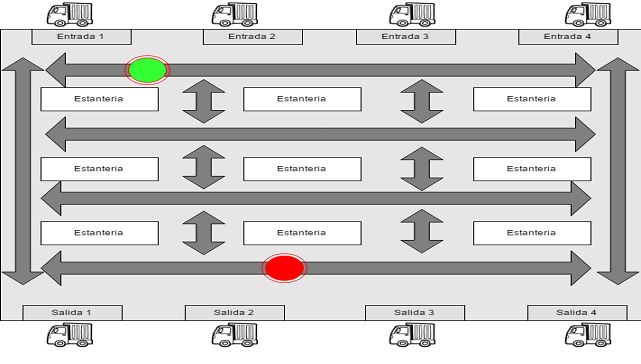 Entrada 1
Entrada 2
Entrada 3
Entrada 4
Estanteria
Estanteria
Estanteria
Estanteria
Estanteria
Estanteria
Estanteria
Estanteria
Estanteria
Salida 1
Salida 2
Salida 3
Salida 4